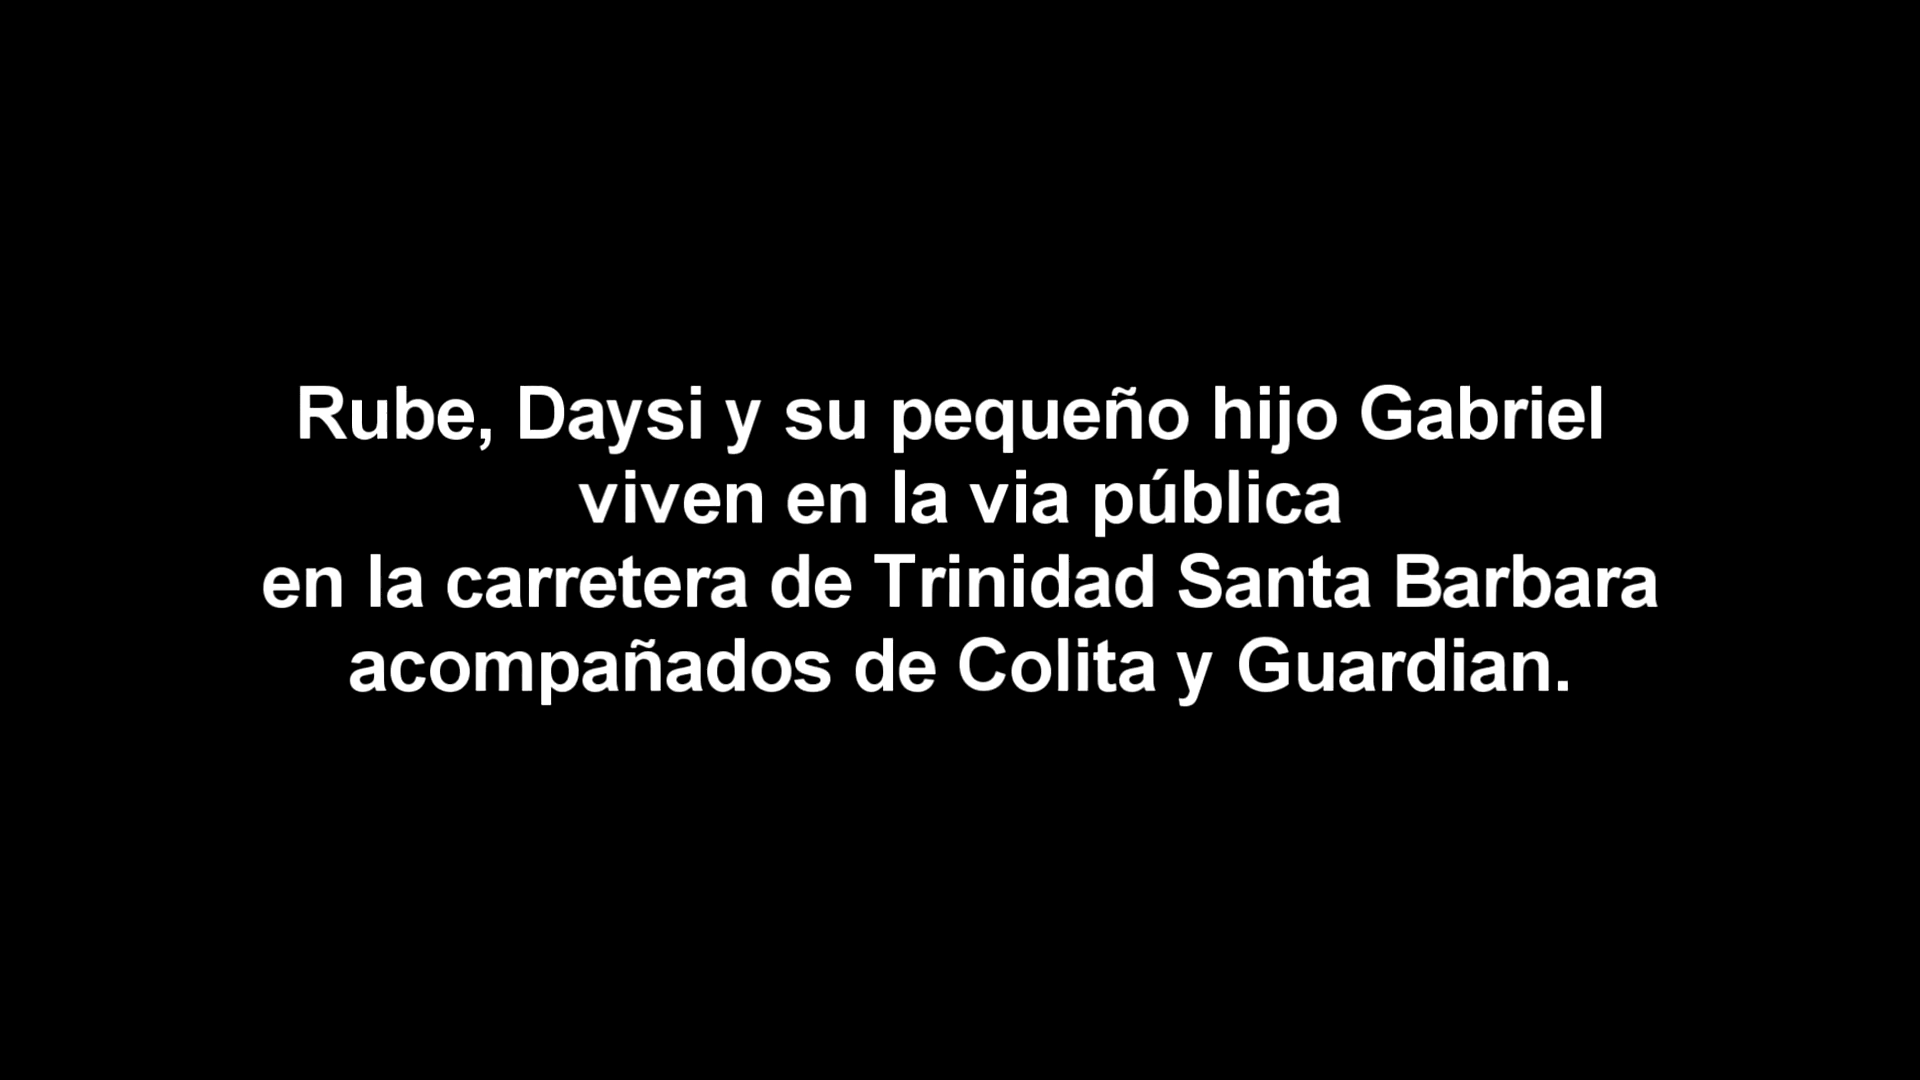 Rube, Daysi y su pequeño hijo Gabriel
viven en la via pública
en la carretera de Trinidad Santa Barbara
acompañados de Colita y Guardian.